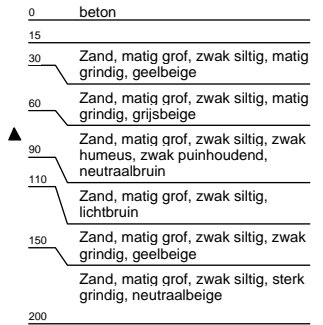 0 beton
15
30 Zand, matig grof, zwak siltig, matig
grindig, geelbeige
60 Zand, matig grof, zwak siltig, matig
grindig, grijsbeige
Zand, matig grof, zwak siltig, zwak
90 humeus, zwak puinhoudend,
neutraalbruin
110 Zand, matig grof, zwak siltig,
lichtbruin
150 Zand, matig grof, zwak siltig, zwak
grindig, geelbeige
Zand, matig grof, zwak siltig, sterk
grindig, neutraalbeige
200